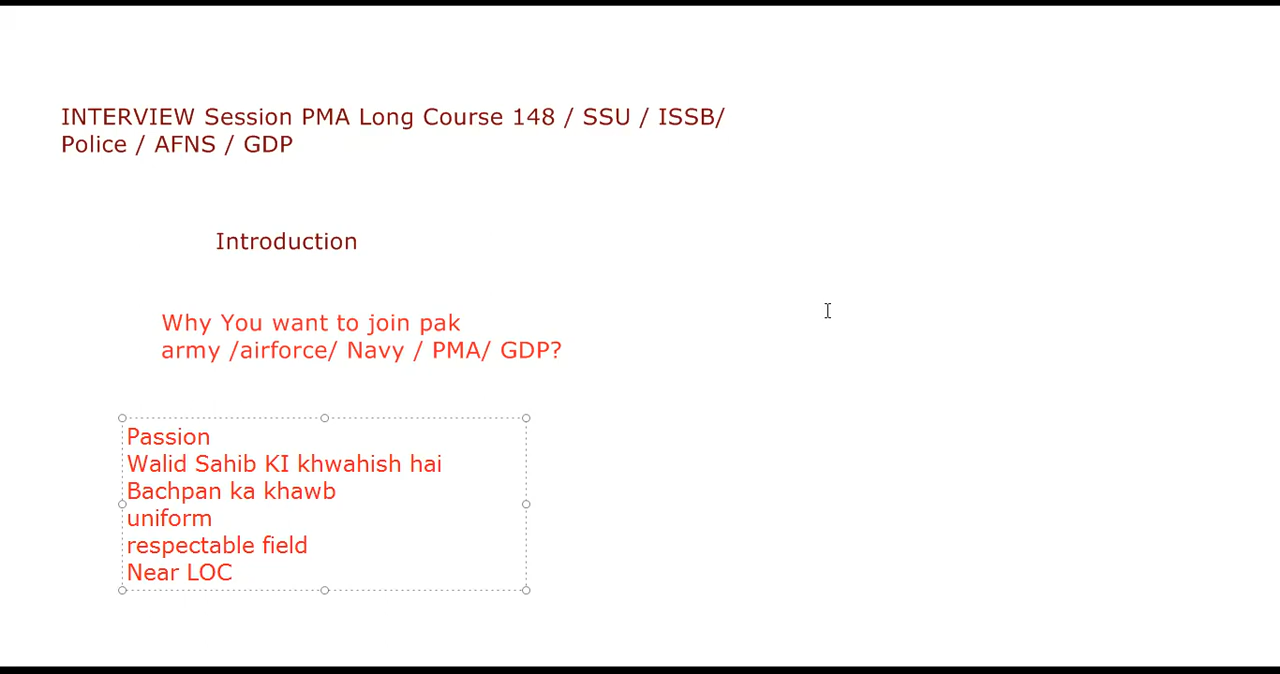 INTERVIEW Session PMA Long Course 148 / SSU / ISSB/
Police / AFNS / GDP
Introduction
Why You want to join pak
army /airforce/ Navy / PMA/ GDP?
Passion
Walid Sahib KI khwahish hai
Bachpan ka khawb
uniform
respectable field
Near LOC